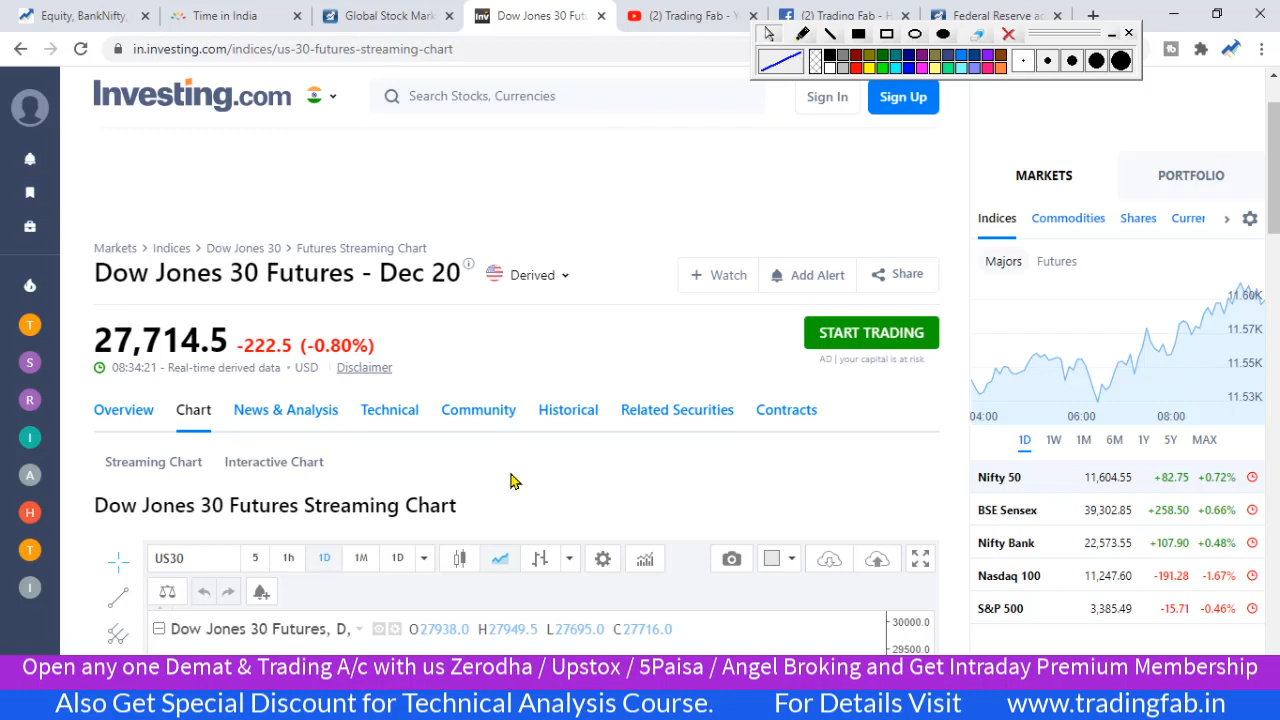 Equity, BankNifty,
Time in India
Global Stock Mark
Inv Dow Jones 30 Fut
(2) Trading Fab - Y
(2) Trading Fab - H
Federal Reserve ad
in.investing.com/indices/us-30-futures-streaming-chart
Investing.com
Search Stocks, Currencies
Sign In
Sign Up
MARKETS
PORTFOLIO
Markets > Indices > Dow Jones 30 > Futures Streaming Chart
Dow Jones 30 Futures - Dec 20
Derived
+ Watch
Add Alert
Share
Indices
Commodities
Shares
Currer
Majors
Futures
27,714.5 -222.5 (-0.80%)
START TRADING
AD | your capital is at risk
08:34:21 - Real-time derived data • USD
Disclaimer
11.60K
11.57K
11.55K
11.53K
04:00 06:00 08:00
Overview
Chart
News & Analysis
Technical
Community
Historical
Related Securities
Contracts
1D 1W 1M 6M 1Y 5Y MAX
Streaming Chart
Interactive Chart
Nifty 50 11,604.55 +82.75 +0.72%
BSE Sensex 39,302.85 +258.50 +0.66%
Nifty Bank 22,573.55 +107.90 +0.48%
Nasdaq 100 11,247.60 -191.28 -1.67%
S&P 500 3,385.49 -15.71 -0.46%
Dow Jones 30 Futures Streaming Chart
US30 5 1h 1D 1M 1D
Dow Jones 30 Futures, D, O27938.0 H27949.5 L27695.0 C27716.0
30000.0
29500.0
T
S
R
I
A
H
T
I
Open any one Demat & Trading A/c with us Zerodha / Upstox / 5Paisa / Angel Broking and Get Intraday Premium Membership
Also Get Special Discount for Technical Analysis Course. For Details Visit www.tradingfab.in